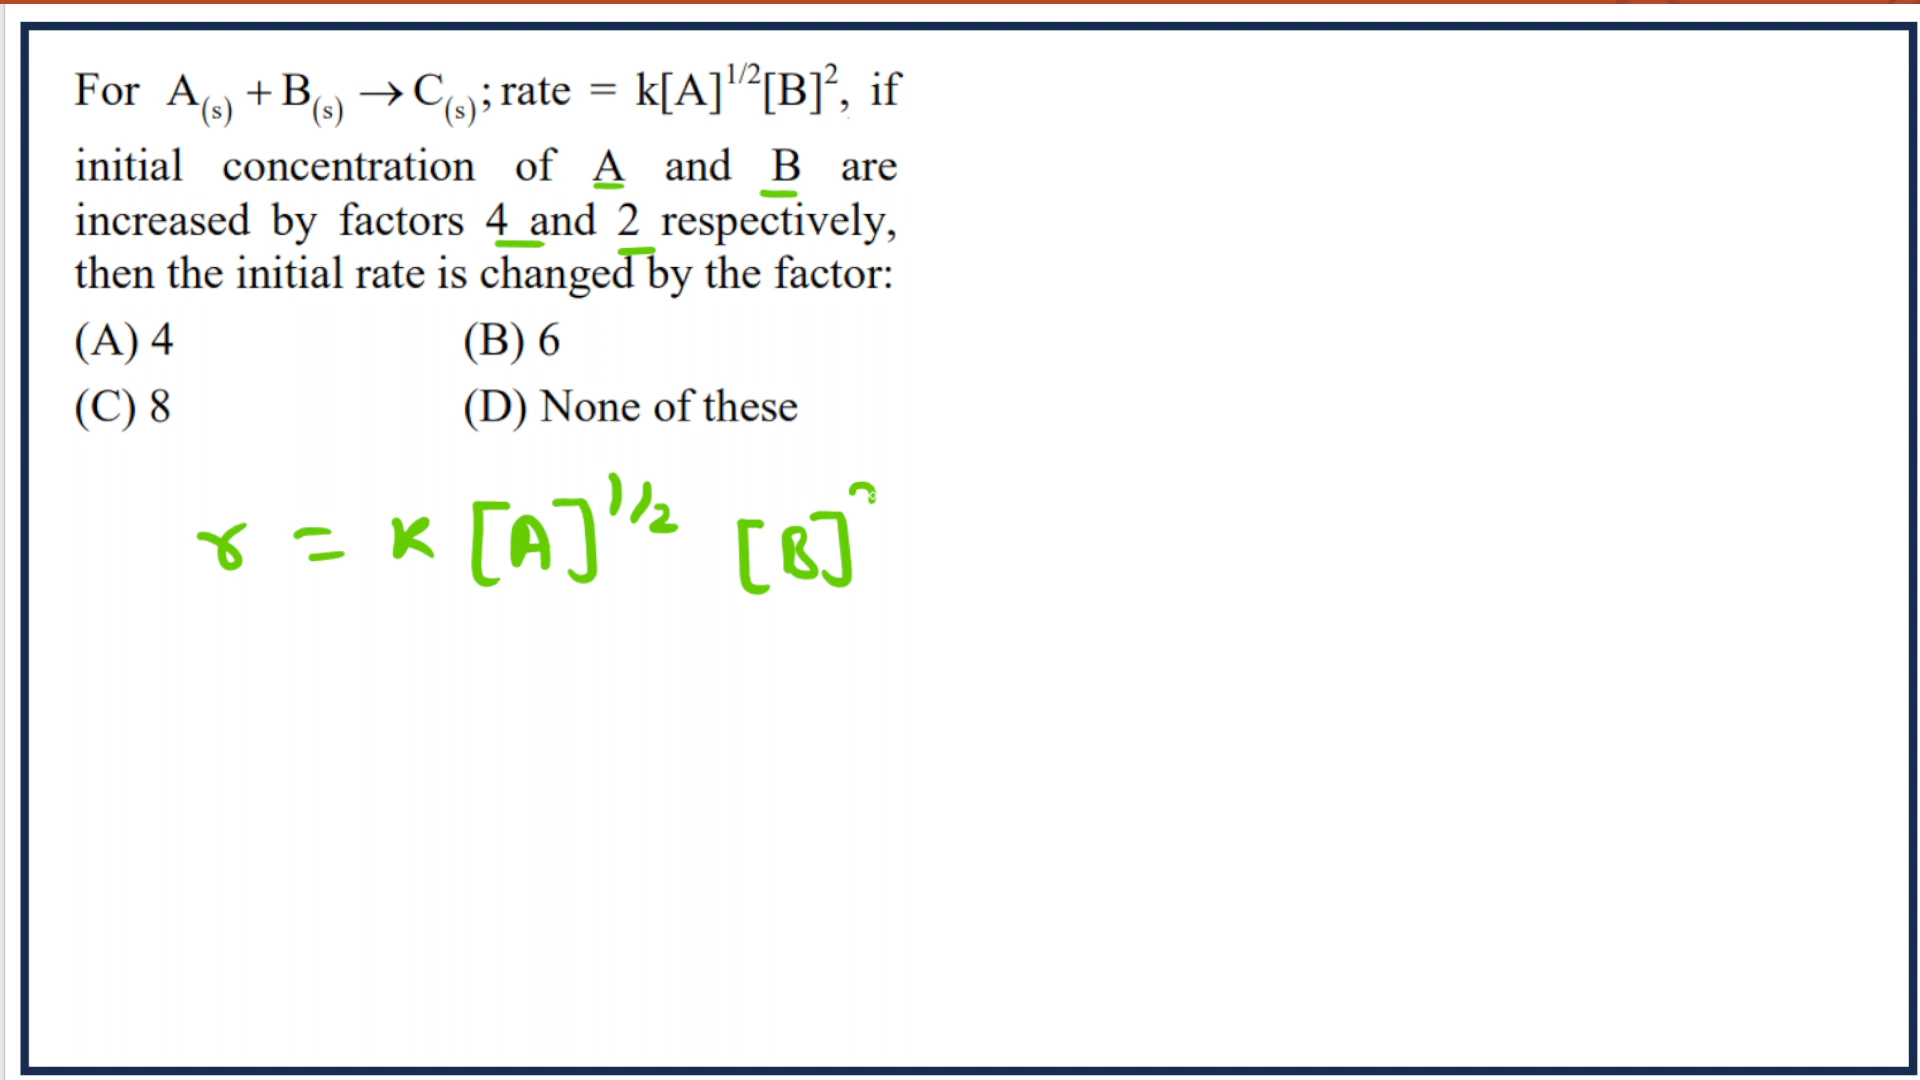 For A(s) + B(s) → C(s); rate = k[A]^1/2[B]^2, if
initial concentration of A and B are
increased by factors 4 and 2 respectively,
then the initial rate is changed by the factor:
(A) 4 (B) 6
(C) 8 (D) None of these
r = K [A]^1/2 [B]